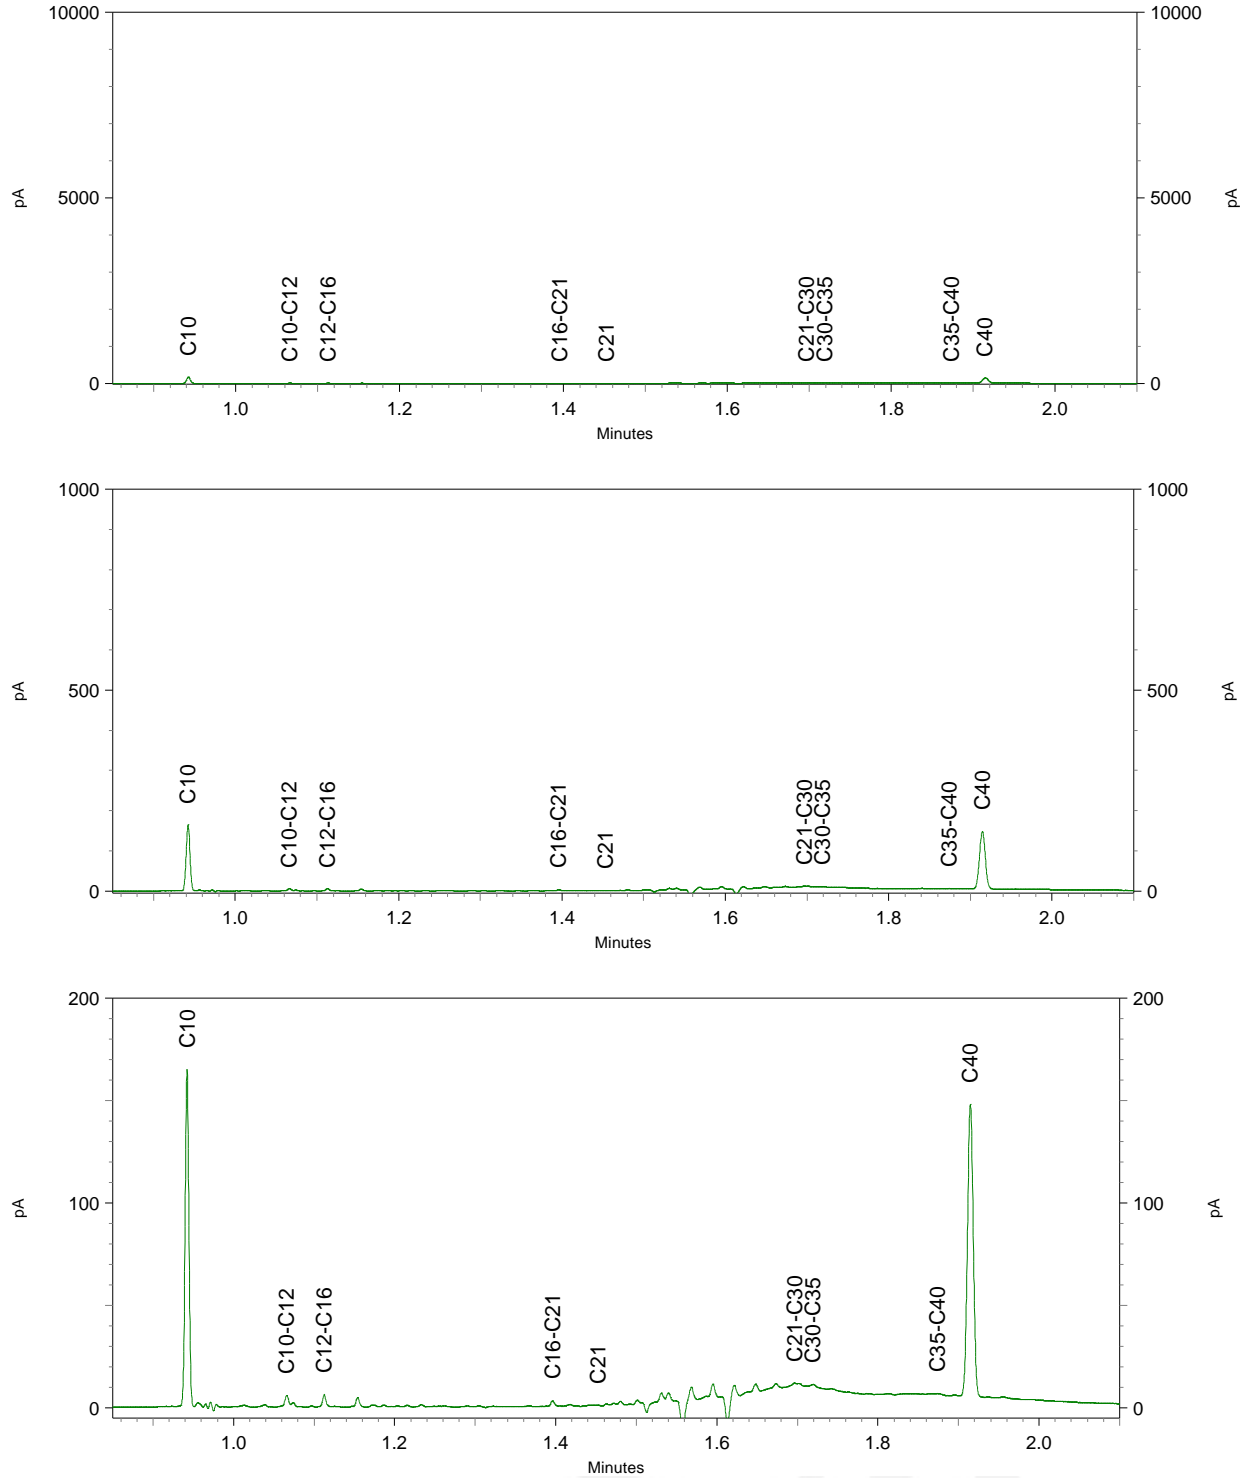 10000 10000
5000 5000
pA pA
C10 C10-C12 C12-C16 C16-C21 C21 C21-C30 C30-C35 C35-C40 C40
0 0
1.0 1.2 1.4 1.6 1.8 2.0
Minutes
1000 1000
500 500
pA pA
C10 C10-C12 C12-C16 C16-C21 C21 C21-C30 C30-C35 C35-C40 C40
0 0
1.0 1.2 1.4 1.6 1.8 2.0
Minutes
200 200
C10 C40
100 100
pA pA
C10-C12 C12-C16 C16-C21 C21 C21-C30 C30-C35 C35-C40
0 0
1.0 1.2 1.4 1.6 1.8 2.0
Minutes